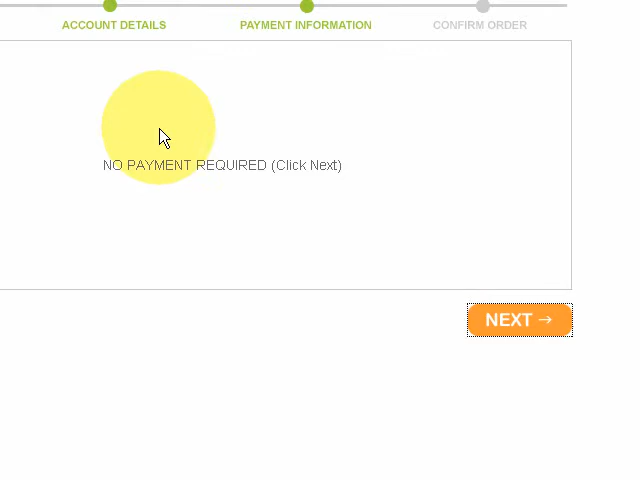 ACCOUNT DETAILS PAYMENT INFORMATION CONFIRM ORDER
NO PAYMENT REQUIRED (Click Next)
NEXT →